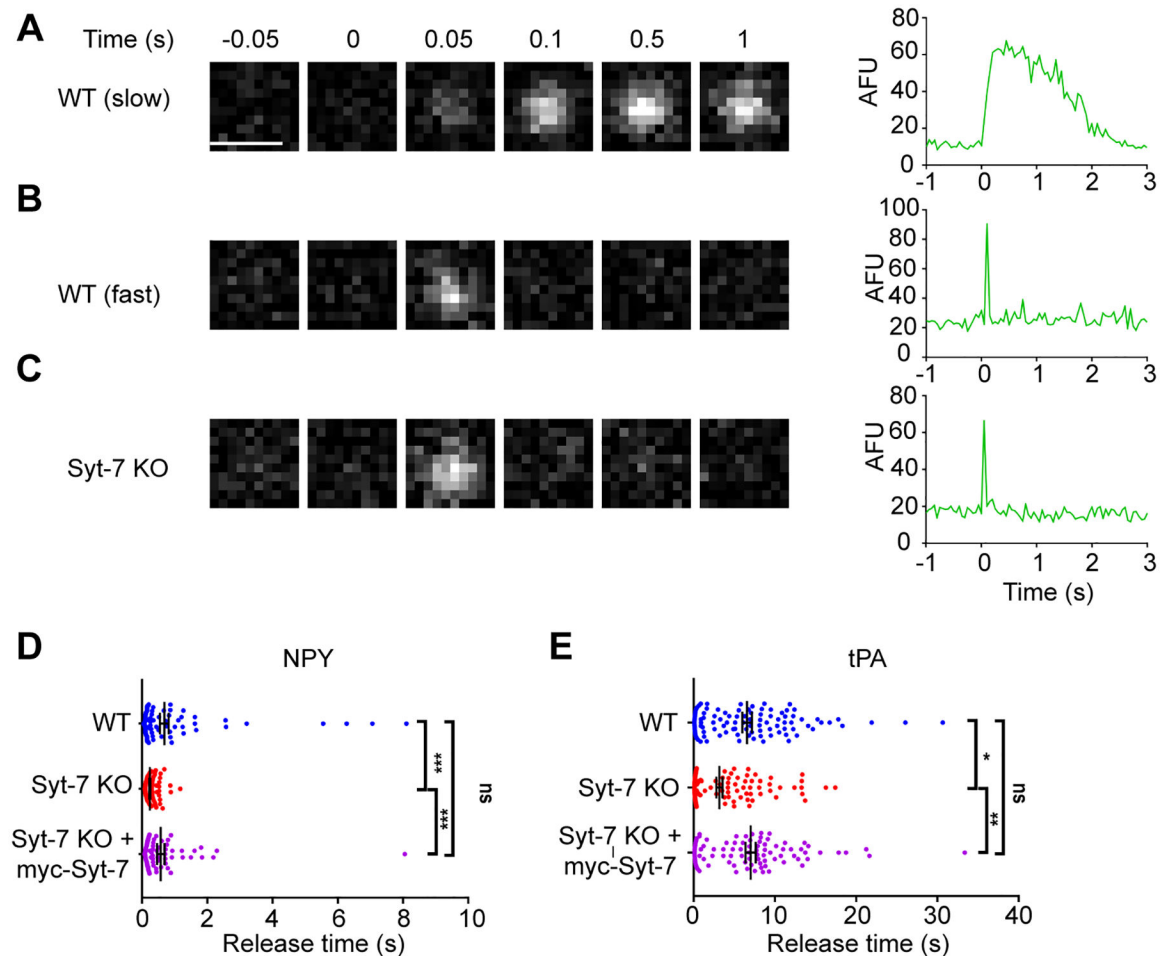 A
Time (s) -0.05 0 0.05 0.1 0.5 1
WT (slow)
80
60
40
20
0
AFU
-1 0 1 2 3
B
WT (fast)
100
80
60
40
20
0
AFU
-1 0 1 2 3
C
Syt-7 KO
80
60
40
20
0
AFU
-1 0 1 2 3
Time (s)
D
NPY
WT
Syt-7 KO
Syt-7 KO +
myc-Syt-7
***
***
ns
0 2 4 6 8 10
Release time (s)
E
tPA
WT
Syt-7 KO
Syt-7 KO +
myc-Syt-7
*
**
ns
0 10 20 30 40
Release time (s)